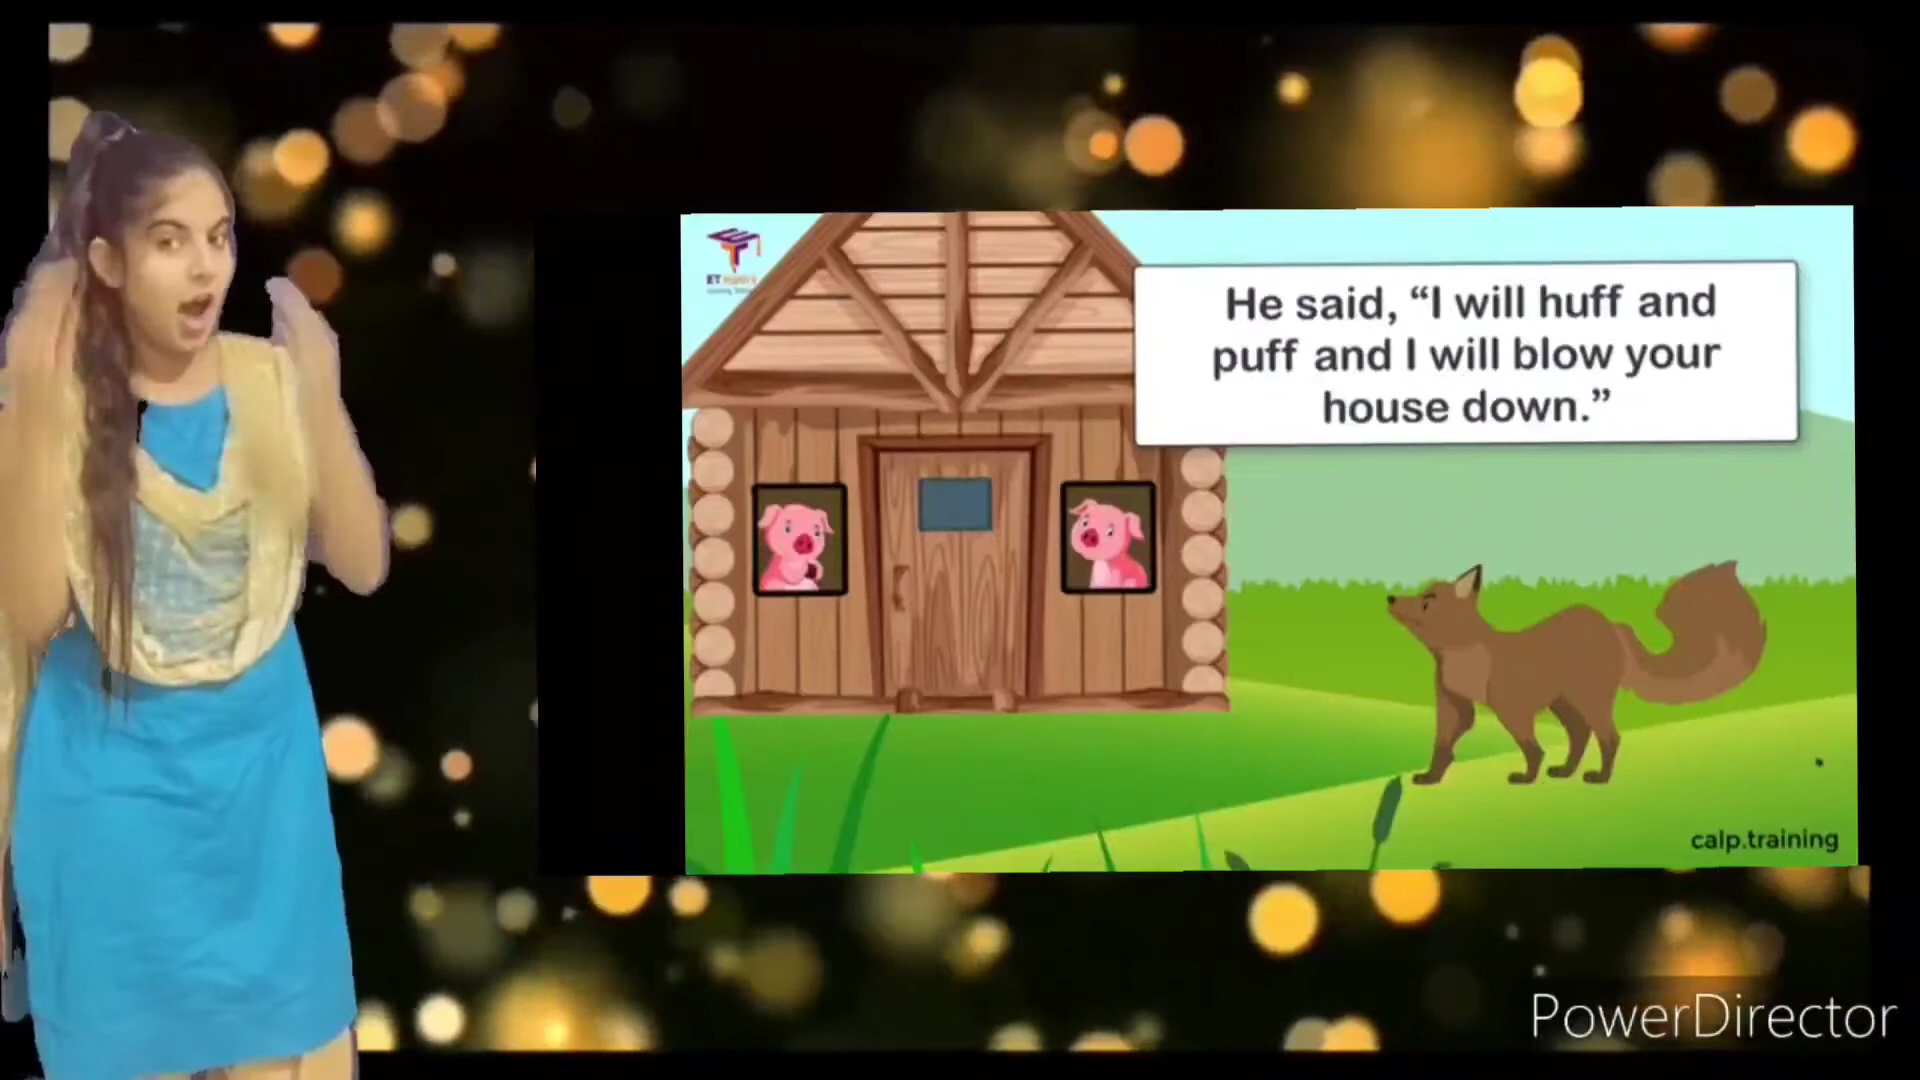 He said, “I will huff and
puff and I will blow your
house down.”
calp.training
PowerDirector